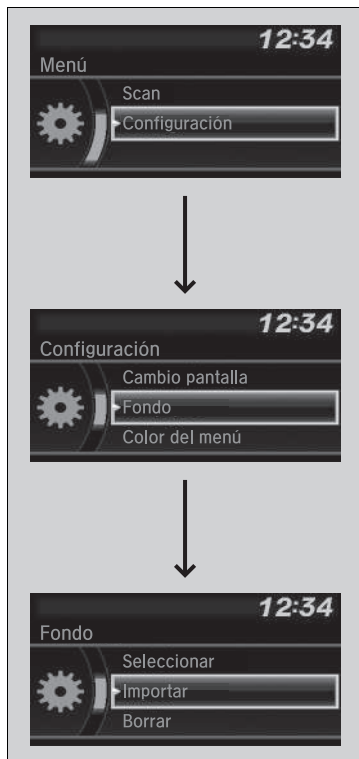 12:34
Menú
Scan
Configuración
12:34
Configuración
Cambio pantalla
Fondo
Color del menú
12:34
Fondo
Seleccionar
Importar
Borrar